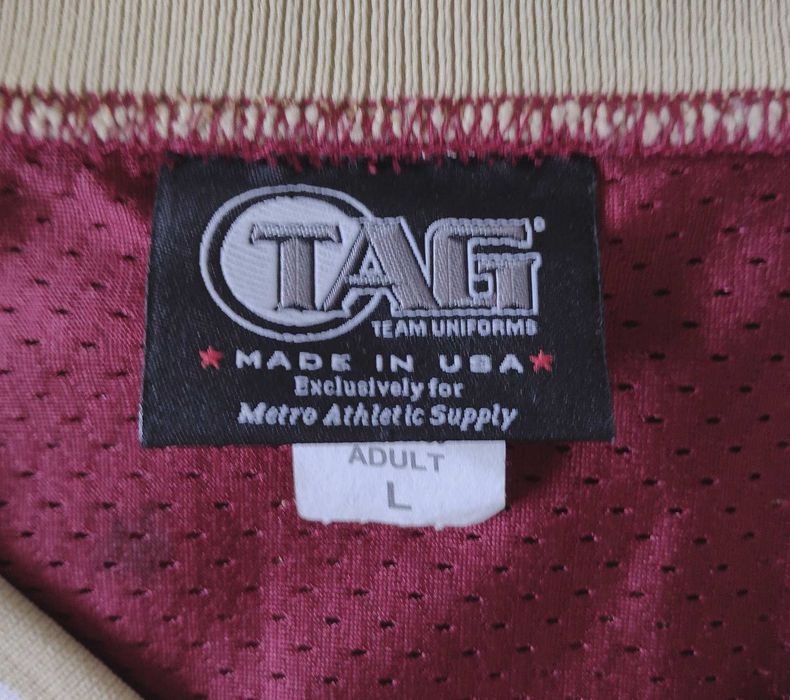 TAG®
TEAM UNIFORMS
★ MADE IN USA ★
Exclusively for
Metro Athletic Supply
ADULT
L